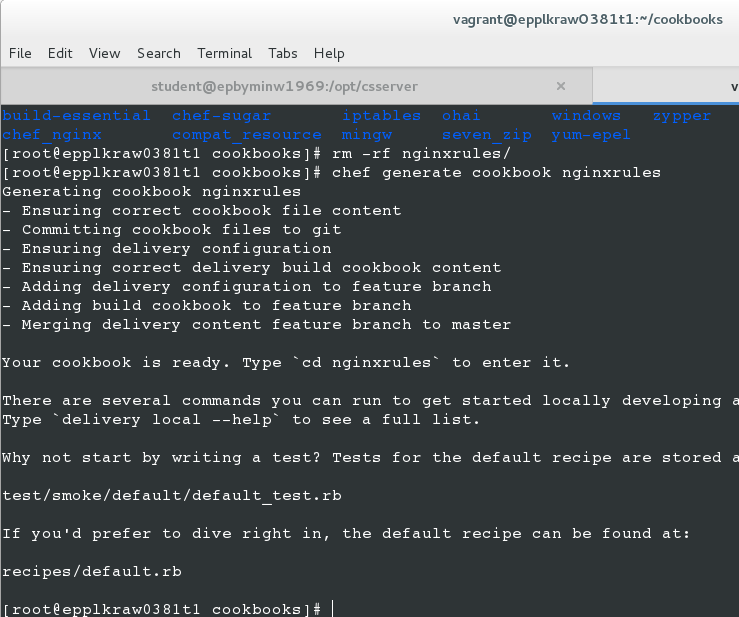 vagrant@epplkraw0381t1:~/cookbooks
File Edit View Search Terminal Tabs Help
student@epbyminw1969:/opt/csserver × v
build-essential chef-sugar iptables ohai windows zypper
chef_nginx compat_resource mingw seven_zip yum-epel
[root@epplkraw0381t1 cookbooks]# rm -rf nginxrules/
[root@epplkraw0381t1 cookbooks]# chef generate cookbook nginxrules
Generating cookbook nginxrules
- Ensuring correct cookbook file content
- Committing cookbook files to git
- Ensuring delivery configuration
- Ensuring correct delivery build cookbook content
- Adding delivery configuration to feature branch
- Adding build cookbook to feature branch
- Merging delivery content feature branch to master
Your cookbook is ready. Type `cd nginxrules` to enter it.
There are several commands you can run to get started locally developing a
Type `delivery local --help` to see a full list.
Why not start by writing a test? Tests for the default recipe are stored a
test/smoke/default/default_test.rb
If you'd prefer to dive right in, the default recipe can be found at:
recipes/default.rb
[root@epplkraw0381t1 cookbooks]#